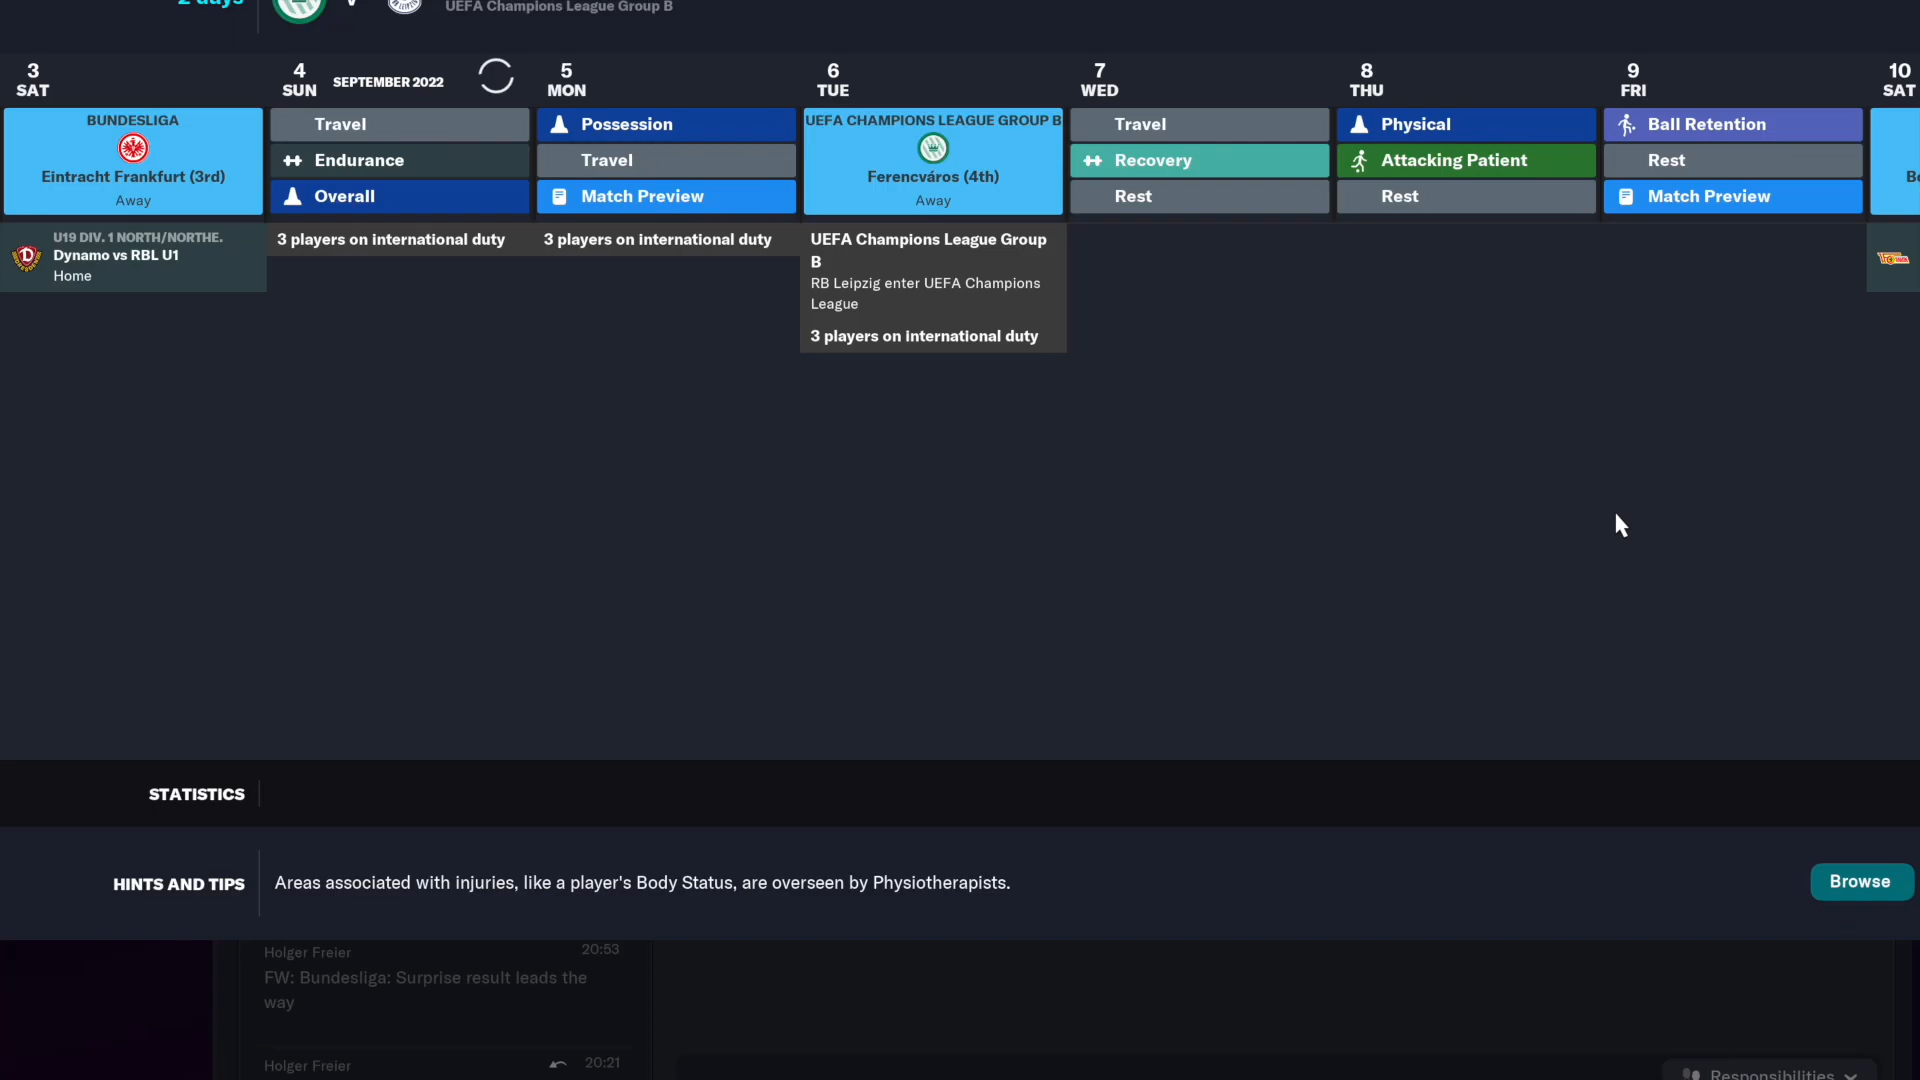 2 days
V
UEFA Champions League Group B
3
SAT
4
SUN
SEPTEMBER 2022
5
MON
6
TUE
7
WED
8
THU
9
FRI
10
SAT
BUNDESLIGA
Eintracht Frankfurt (3rd)
Away
Travel
Endurance
Overall
Possession
Travel
Match Preview
UEFA CHAMPIONS LEAGUE GROUP B
Ferencváros (4th)
Away
Travel
Recovery
Rest
Physical
Attacking Patient
Rest
Ball Retention
Rest
Match Preview
U19 DIV. 1 NORTH/NORTHE.
Dynamo vs RBL U1
Home
3 players on international duty
3 players on international duty
UEFA Champions League Group
B
RB Leipzig enter UEFA Champions
League
3 players on international duty
STATISTICS
HINTS AND TIPS
Areas associated with injuries, like a player's Body Status, are overseen by Physiotherapists.
Browse
Holger Freier
20:53
FW: Bundesliga: Surprise result leads the
way
Holger Freier
20:21
Responsibilities